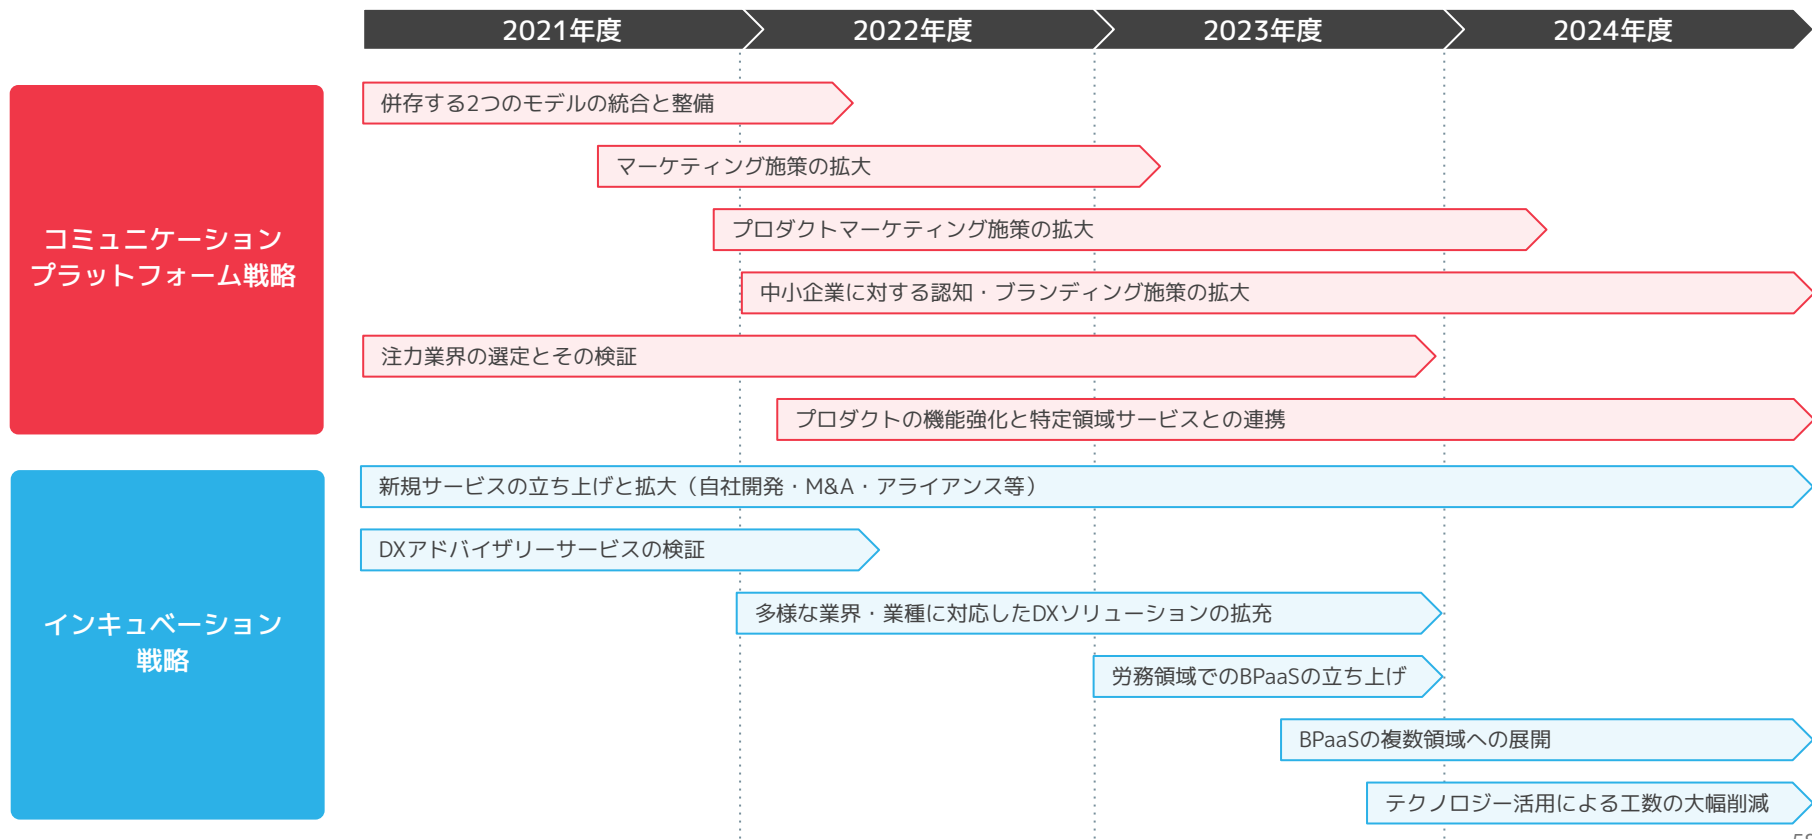 2021年度
2022年度
2023年度
2024年度
コミュニケーション
プラットフォーム戦略
併存する2つのモデルの統合と整備
マーケティング施策の拡大
プロダクトマーケティング施策の拡大
中小企業に対する認知・ブランディング施策の拡大
注力業界の選定とその検証
プロダクトの機能強化と特定領域サービスとの連携
インキュベーション
戦略
新規サービスの立ち上げと拡大（自社開発・M&A・アライアンス等）
DXアドバイザリーサービスの検証
多様な業界・業種に対応したDXソリューションの拡充
労務領域でのBPaaSの立ち上げ
BPaaSの複数領域への展開
テクノロジー活用による工数の大幅削減